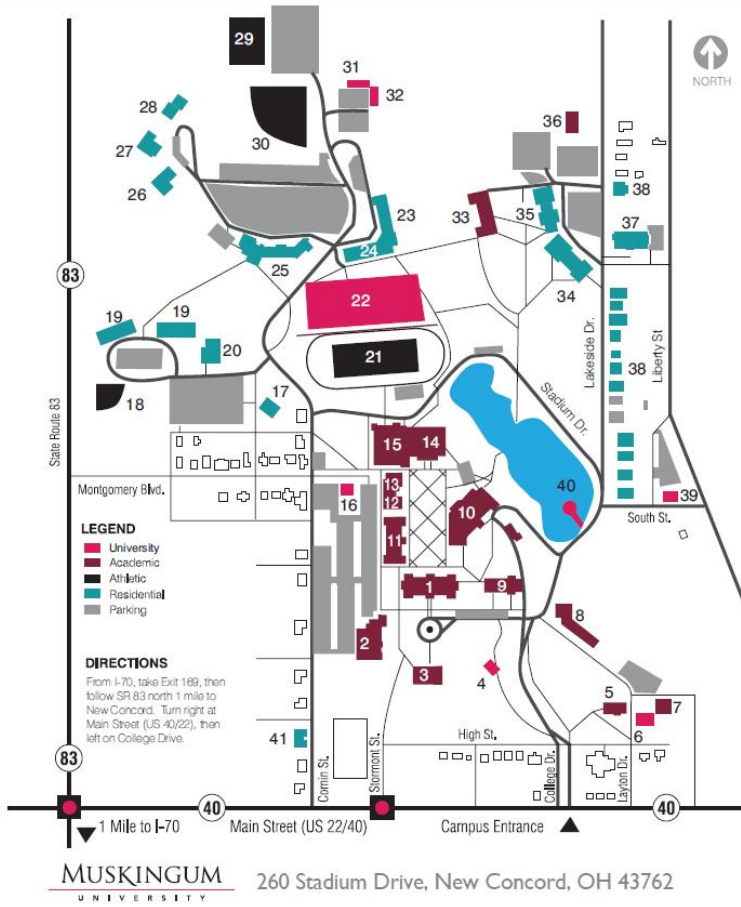 29
31
32
28
30
27
26
36
NORTH
38
23
33
35
37
24
25
34
83
22
19
19
20
21
38
18
17
State Route 83
Stadium Dr.
Lakeside Dr.
Liberty St
15
14
Montgomery Blvd.
13
12
16
10
40
39
South St.
11
LEGEND
University
Academic
Athletic
Residential
Parking
1
9
8
2
3
4
5
7
6
DIRECTIONS
From I-70, take Exit 169, then
follow SR 83 north 1 mile to
New Concord. Turn right at
Main Street (US 40/22), then
left on College Drive.
41
High St.
83
Comin St.
Stormont St.
College Dr.
Layton Dr.
40
40
1 Mile to I-70
Main Street (US 22/40)
Campus Entrance
MUSKINGUM
UNIVERSITY
260 Stadium Drive, New Concord, OH 43762